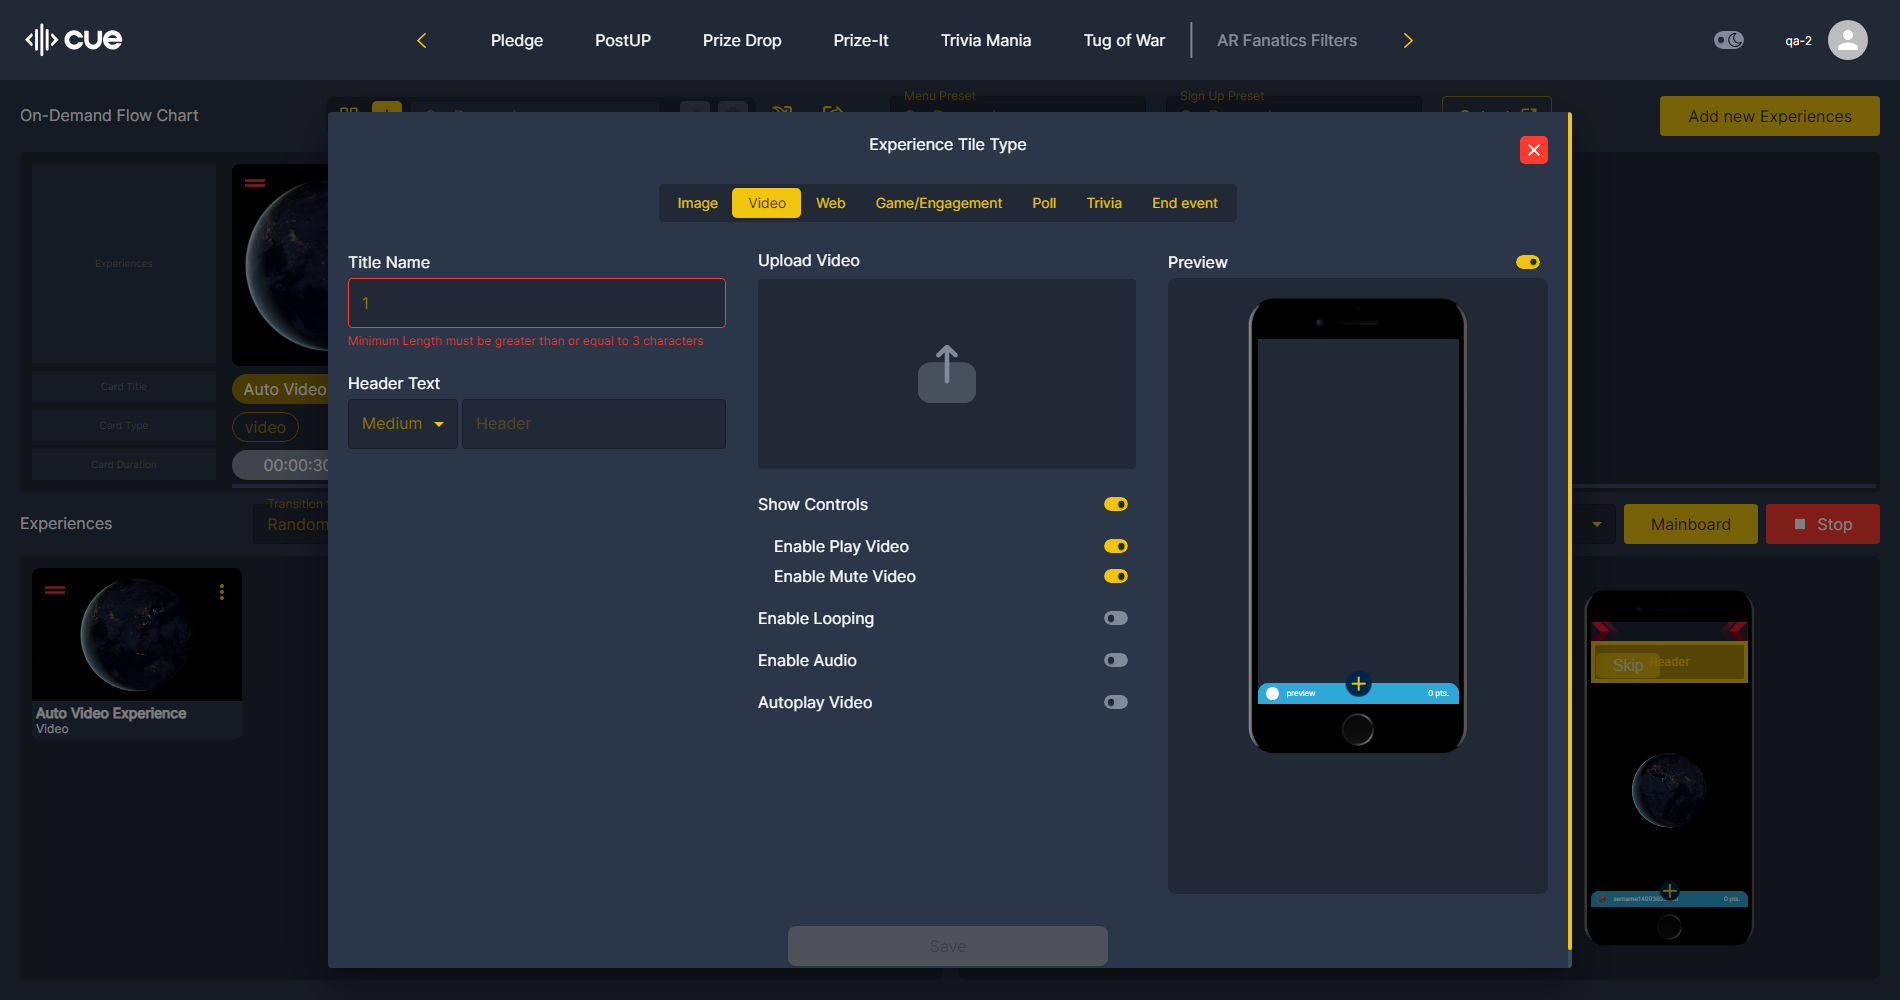 cue
Pledge
PostUP
Prize Drop
Prize-It
Trivia Mania
Tug of War
AR Fanatics Filters
qa-2
On-Demand Flow Chart
Menu Preset
Sign Up Preset
Add new Experiences
Experience Tile Type
Image
Video
Web
Game/Engagement
Poll
Trivia
End event
Experiences
Card Title
Card Type
Card Duration
Auto Video
video
00:00:30
Title Name
1
Minimum Length must be greater than or equal to 3 characters
Header Text
Medium
Header
Upload Video
Show Controls
Enable Play Video
Enable Mute Video
Enable Looping
Enable Audio
Autoplay Video
Preview
preview
0 pts.
Save
Experiences
Transition
Random
Mainboard
Stop
Auto Video Experience
Video
Skip
Header
0 pts.